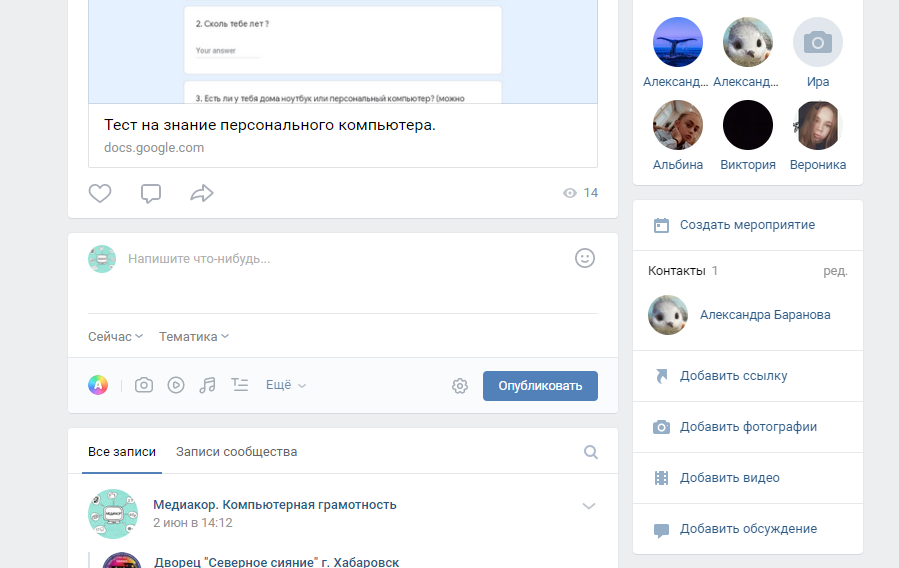 2. Сколь тебе лет ?
Your answer
3. Есть ли у тебя дома ноутбук или персональный компьютер? (можно
Тест на знание персонального компьютера.
docs.google.com
14
Напишите что-нибудь...
Сейчас
Тематика
A
Ещё
Опубликовать
Все записи
Записи сообщества
Медиакор. Компьютерная грамотность
2 июн в 14:12
МЕДИАКОР
Дворец "Северное сияние" г. Хабаровск
Александ...
Александ...
Ира
Альбина
Виктория
Вероника
Создать мероприятие
Контакты 1
ред.
Александра Баранова
Добавить ссылку
Добавить фотографии
Добавить видео
Добавить обсуждение